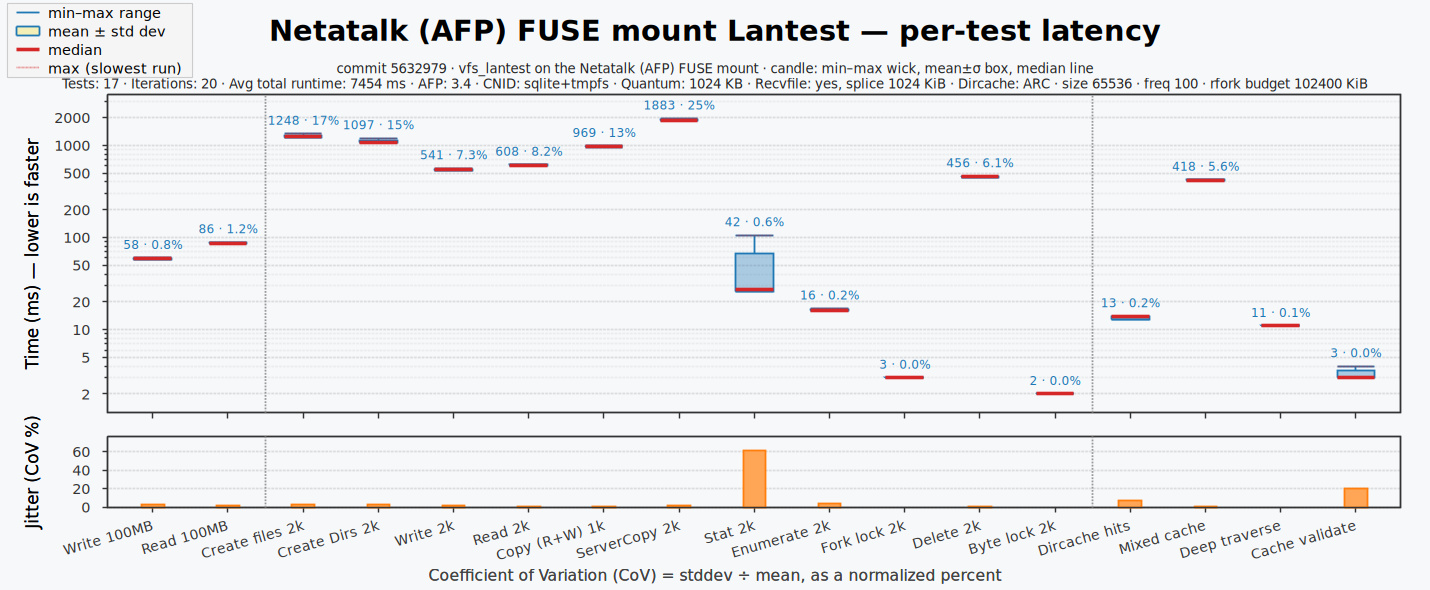 min–max range
mean ± std dev
median
max (slowest run)
Netatalk (AFP) FUSE mount Lantest — per-test latency
commit 5632979 · vfs_lantest on the Netatalk (AFP) FUSE mount · candle: min–max wick, mean±σ box, median line
Tests: 17 · Iterations: 20 · Avg total runtime: 7454 ms · AFP: 3.4 · CNID: sqlite+tmpfs · Quantum: 1024 KB · Recvfile: yes, splice 1024 KiB · Dircache: ARC · size 65536 · freq 100 · rfork budget 102400 KiB
Time (ms) — lower is faster
2000
1000
500
200
100
50
20
10
5
2
58 · 0.8%
86 · 1.2%
1248 · 17%
1097 · 15%
541 · 7.3%
608 · 8.2%
969 · 13%
1883 · 25%
42 · 0.6%
16 · 0.2%
3 · 0.0%
456 · 6.1%
2 · 0.0%
13 · 0.2%
418 · 5.6%
11 · 0.1%
3 · 0.0%
Jitter (CoV %)
60
40
20
0
Write 100MB
Read 100MB
Create files 2k
Create Dirs 2k
Write 2k
Read 2k
Copy (R+W) 1k
ServerCopy 2k
Stat 2k
Enumerate 2k
Fork lock 2k
Delete 2k
Byte lock 2k
Dircache hits
Mixed cache
Deep traverse
Cache validate
Coefficient of Variation (CoV) = stddev ÷ mean, as a normalized percent